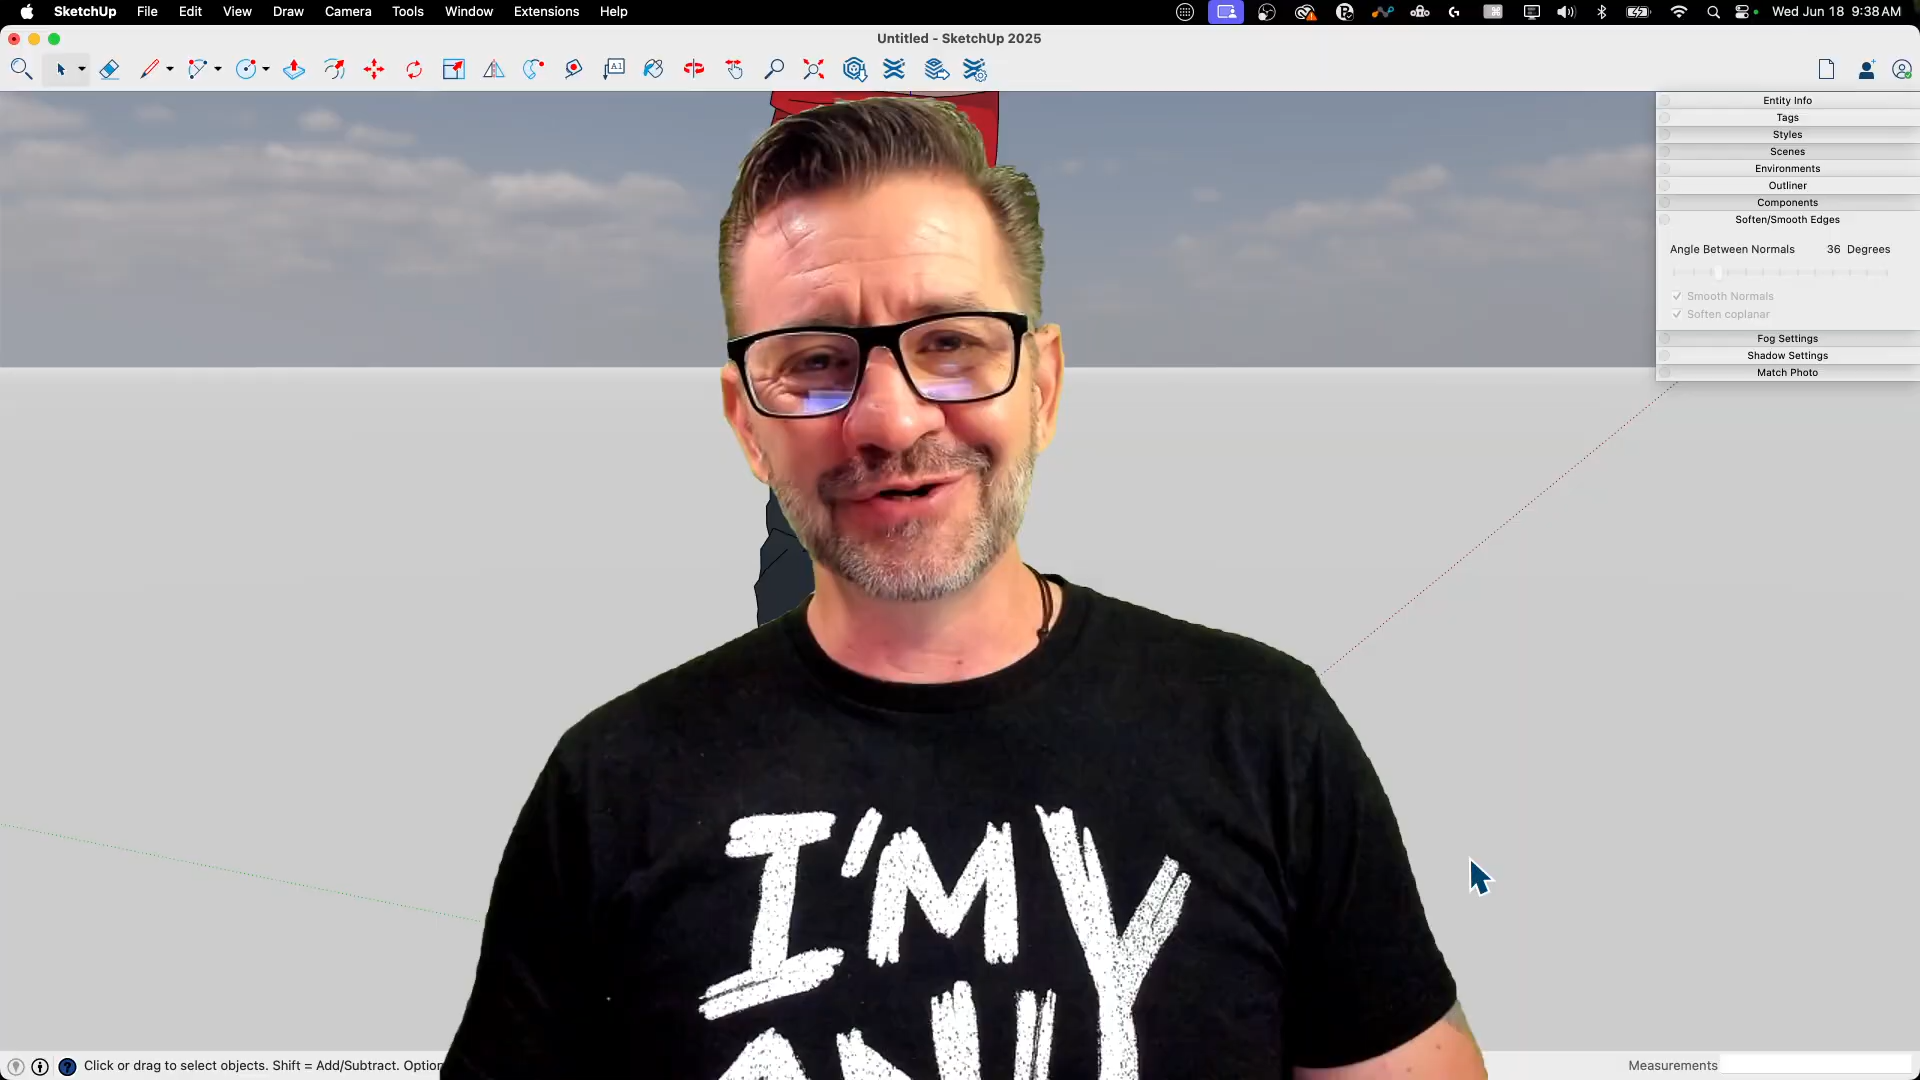 SketchUp File Edit View Draw Camera Tools Window Extensions Help
Wed Jun 18 9:38 AM
Untitled - SketchUp 2025
A1
Entity Info
Tags
Styles
Scenes
Environments
Outliner
Components
Soften/Smooth Edges
Angle Between Normals 36 Degrees
Smooth Normals
Soften coplanar
Fog Settings
Shadow Settings
Match Photo
I'M Y
Click or drag to select objects. Shift = Add/Subtract. Option
Measurements